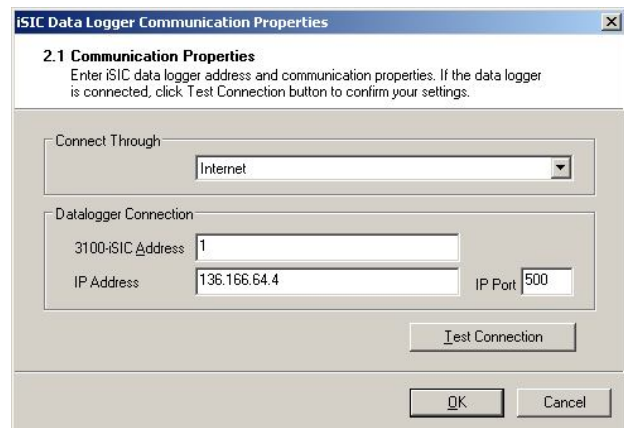 iSIC Data Logger Communication Properties
2.1 Communication Properties
Enter iSIC data logger address and communication properties. If the data logger
is connected, click Test Connection button to confirm your settings.
Connect Through
Internet
Datalogger Connection
3100-iSIC Address 1
IP Address 136.166.64.4 IP Port 500
Test Connection
OK Cancel